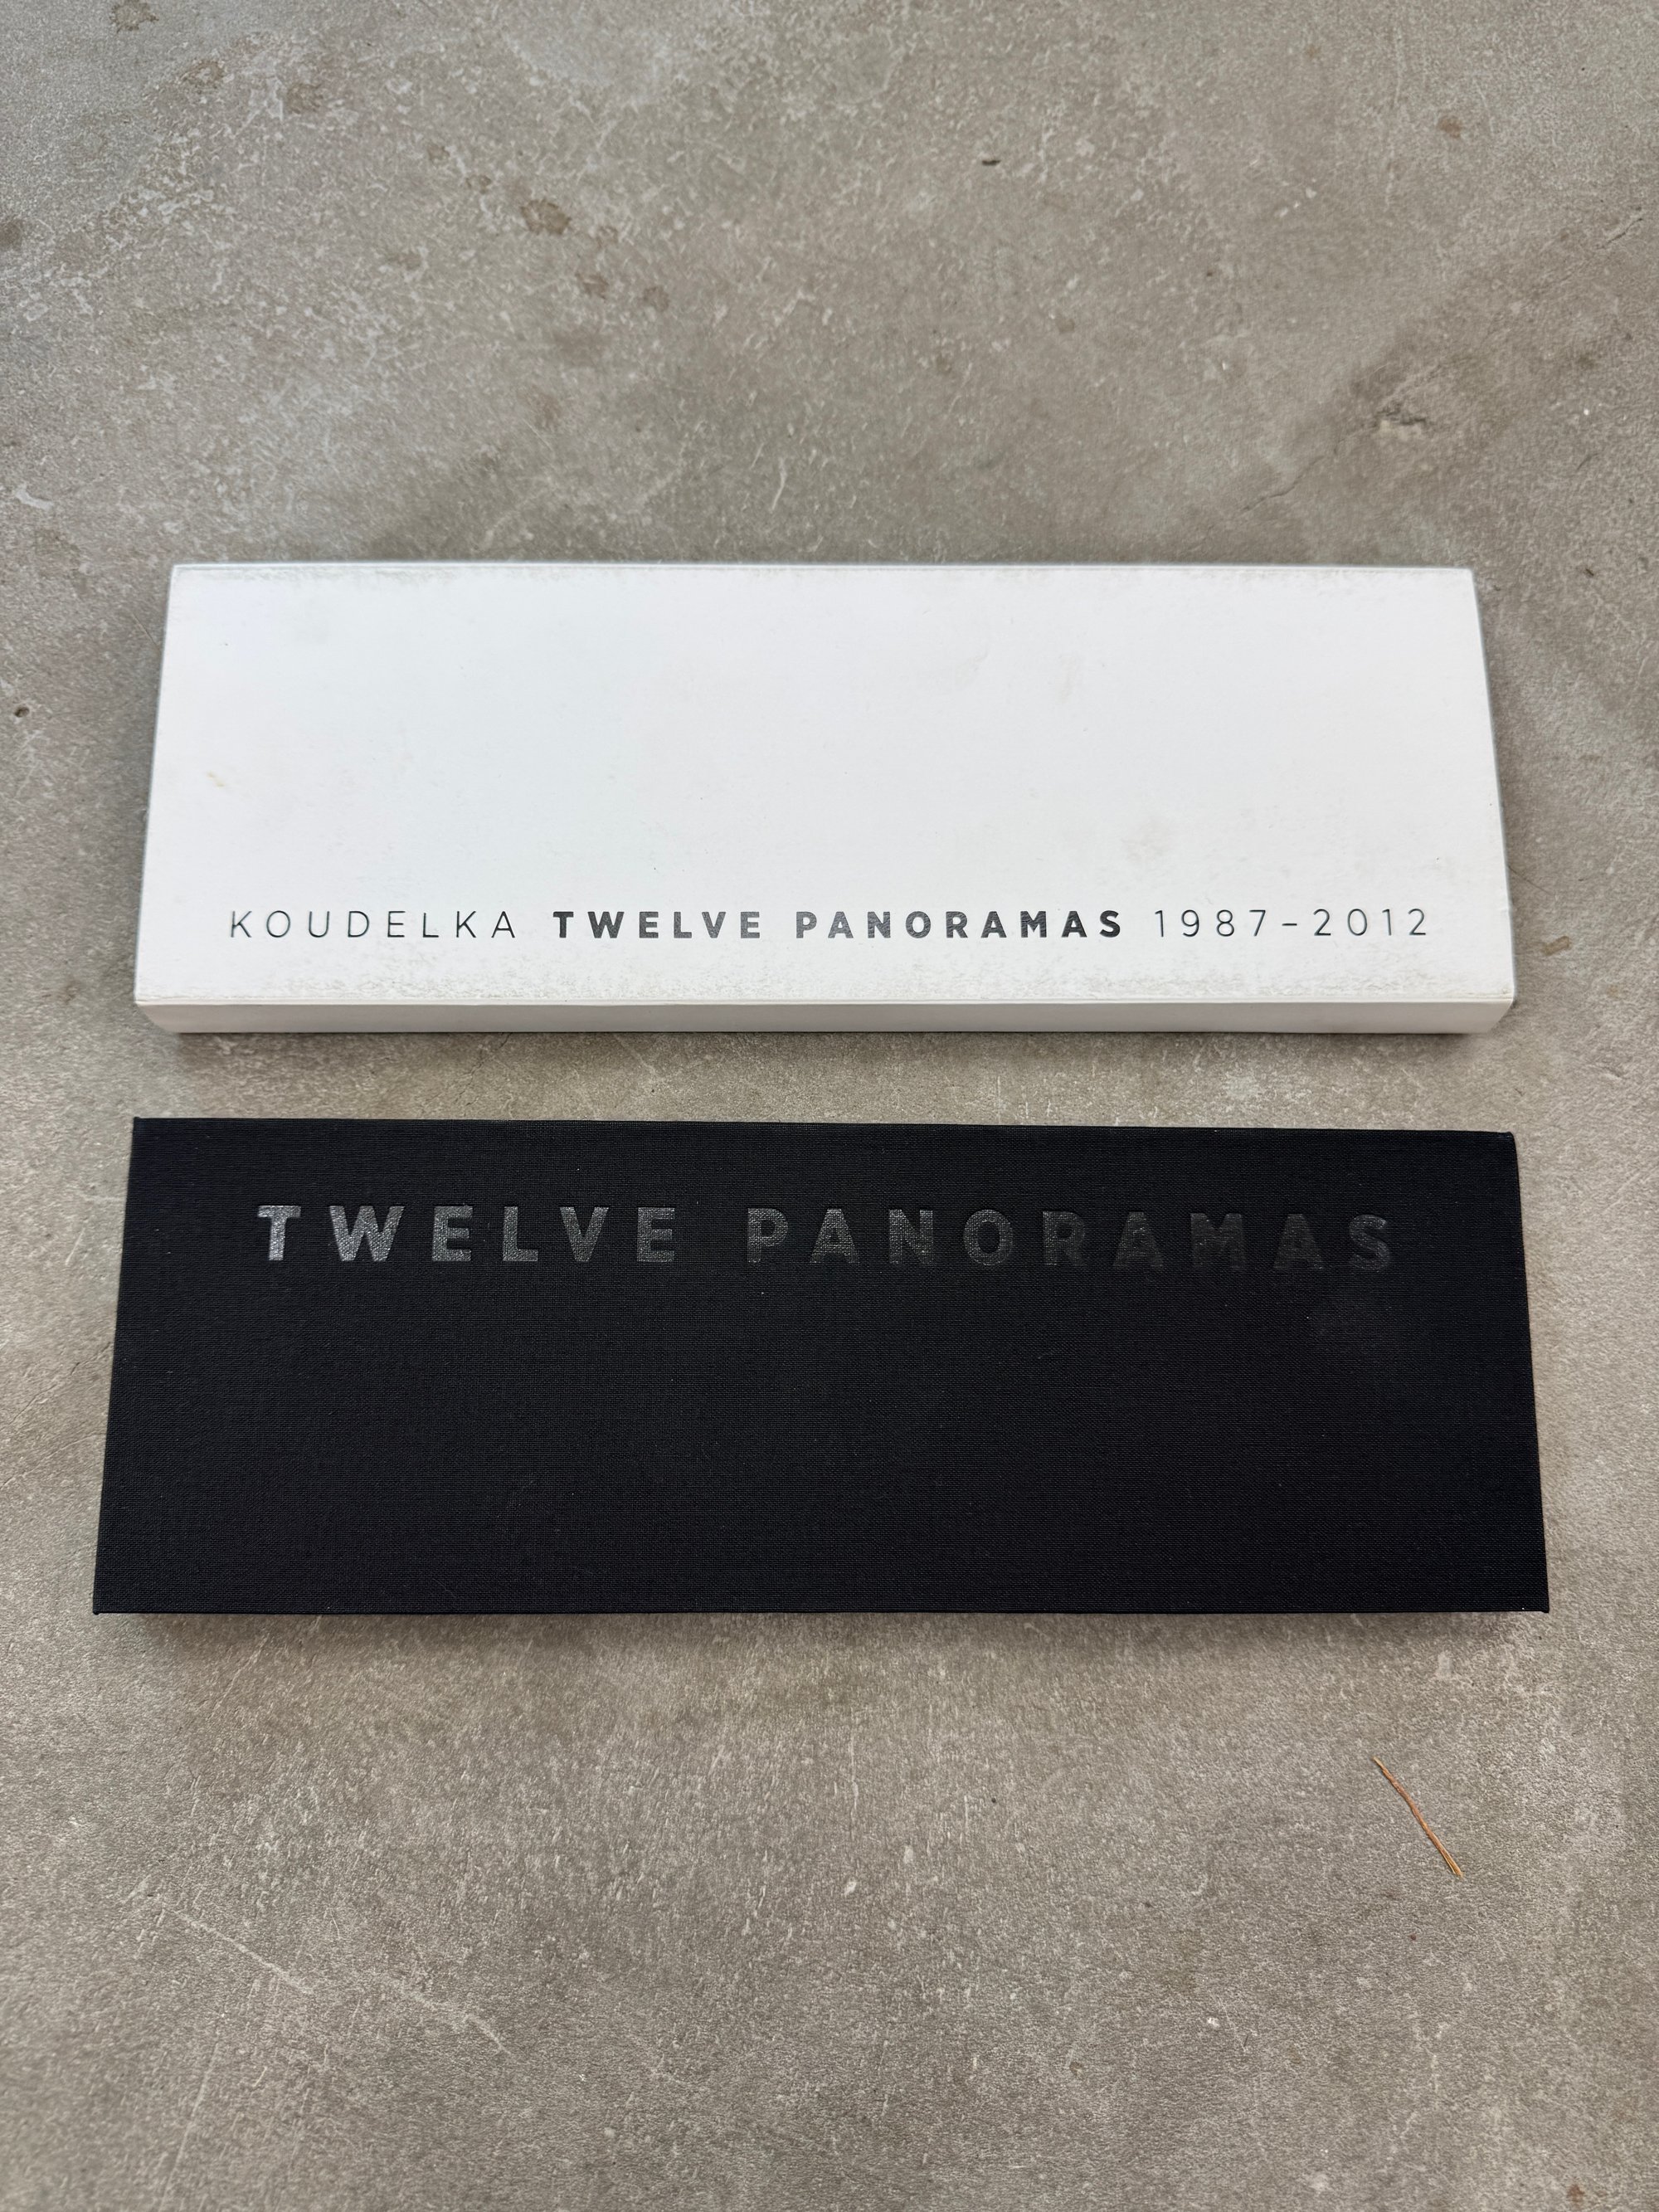 KOUDELKA TWELVE PANORAMAS 1987–2012
TWELVE PANORAMAS